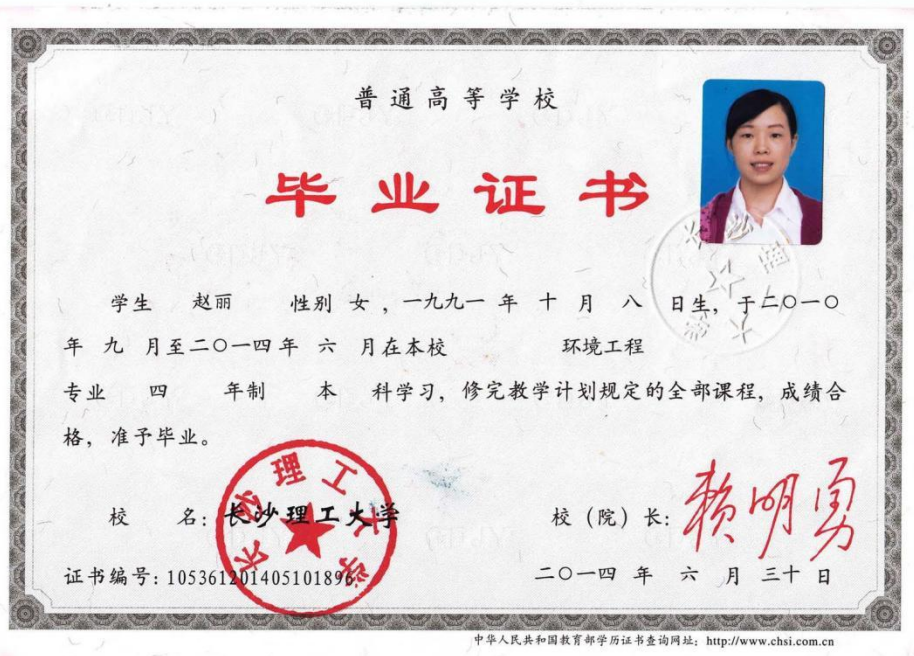 普通高等学校
毕业证书
学生 赵丽 性别 女，一九九一 年 十 月 八 日生，于二〇一〇
年 九 月至二〇一四年 六 月在本校 环境工程
专业 四 年制 本 科学习，修完教学计划规定的全部课程，成绩合
格，准予毕业。
校 名：长沙理工大学
校（院）长：赖明勇
长沙理工大学
证书编号：105361201405101896
二〇一四 年 六 月 三十 日
中华人民共和国教育部学历证书查询网址：http://www.chsi.com.cn